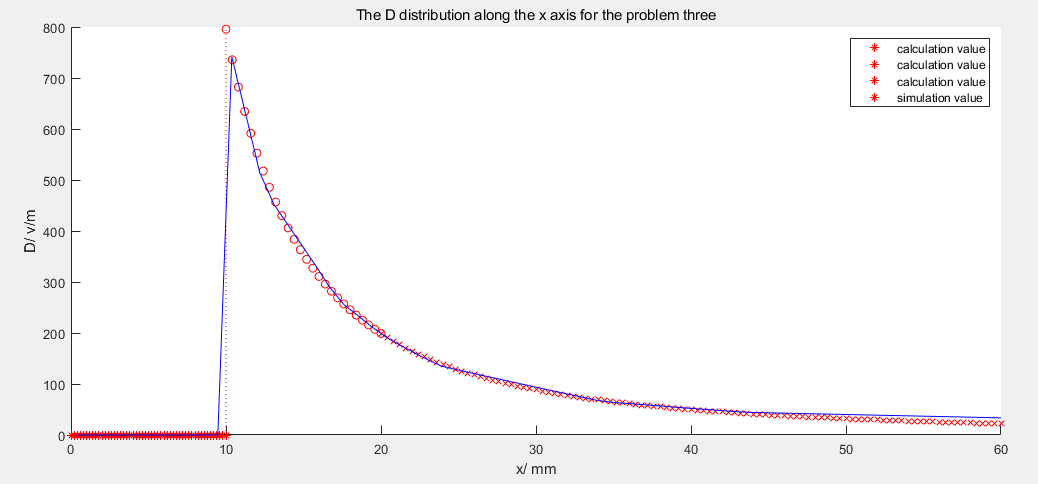 The D distribution along the x axis for the problem three
800
700
600
500
400
300
200
100
0
D/ v/m
calculation value
calculation value
calculation value
simulation value
0 10 20 30 40 50 60
x/ mm